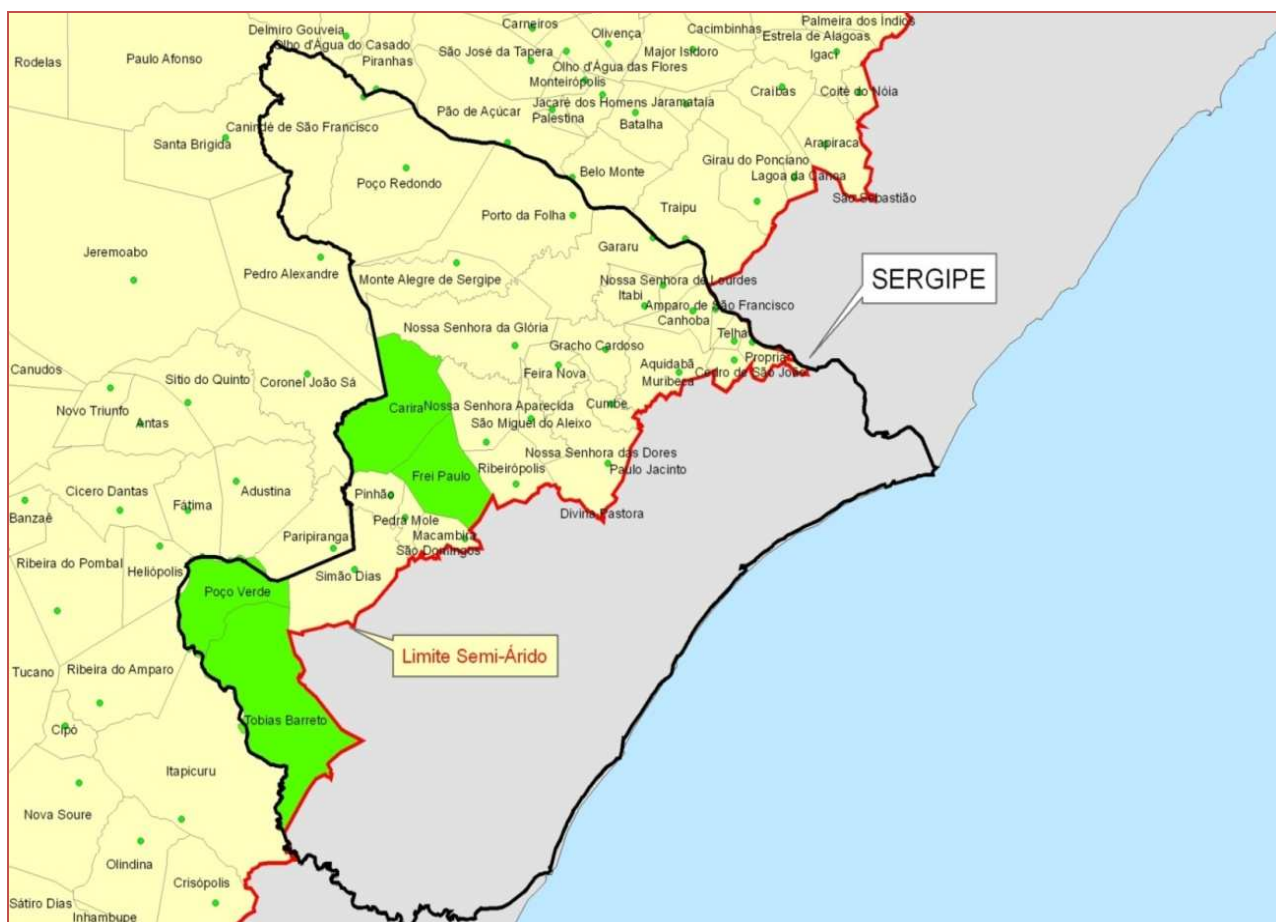 Palmeira dos Índios
Carneiros
Cacimbinhas
Delmiro Gouveia
Olivença
Estrela de Alagoas
Olho d'Água do Casado
São José da Tapera
Major Isidoro
Igaci
Rodelas
Paulo Afonso
Piranhas
Olho d'Água das Flores
Monteirópolis
Craíbas
Coité do Nóia
Jacaré dos Homens
Jaramataia
Pão de Açúcar
Palestina
Batalha
Canindé de São Francisco
Santa Brígida
Arapiraca
Girau do Ponciano
Belo Monte
Lagoa da Canoa
Poço Redondo
São Sebastião
Traipu
Porto da Folha
Gararu
Jeremoabo
Pedro Alexandre
Monte Alegre de Sergipe
Nossa Senhora de Lourdes
SERGIPE
Itabi
Amparo de São Francisco
Canhoba
Nossa Senhora da Glória
Telha
Gracho Cardoso
Propriá
Aquidabã
Canudos
Feira Nova
Cedro de São João
Sítio do Quinto
Coronel João Sá
Muribeca
Novo Triunfo
Carira
Nossa Senhora Aparecida
Cumbe
Antas
São Miguel do Aleixo
Nossa Senhora das Dores
Frei Paulo
Ribeirópolis
Paulo Jacinto
Cícero Dantas
Adustina
Pinhão
Fátima
Banzaê
Pedra Mole
Divina Pastora
Paripiranga
Macambira
São Domingos
Ribeira do Pombal
Heliópolis
Simão Dias
Poço Verde
Limite Semi-Árido
Tucano
Ribeira do Amparo
Tobias Barreto
Cipó
Itapicuru
Nova Soure
Olindina
Crisópolis
Sátiro Dias
Inhambupe